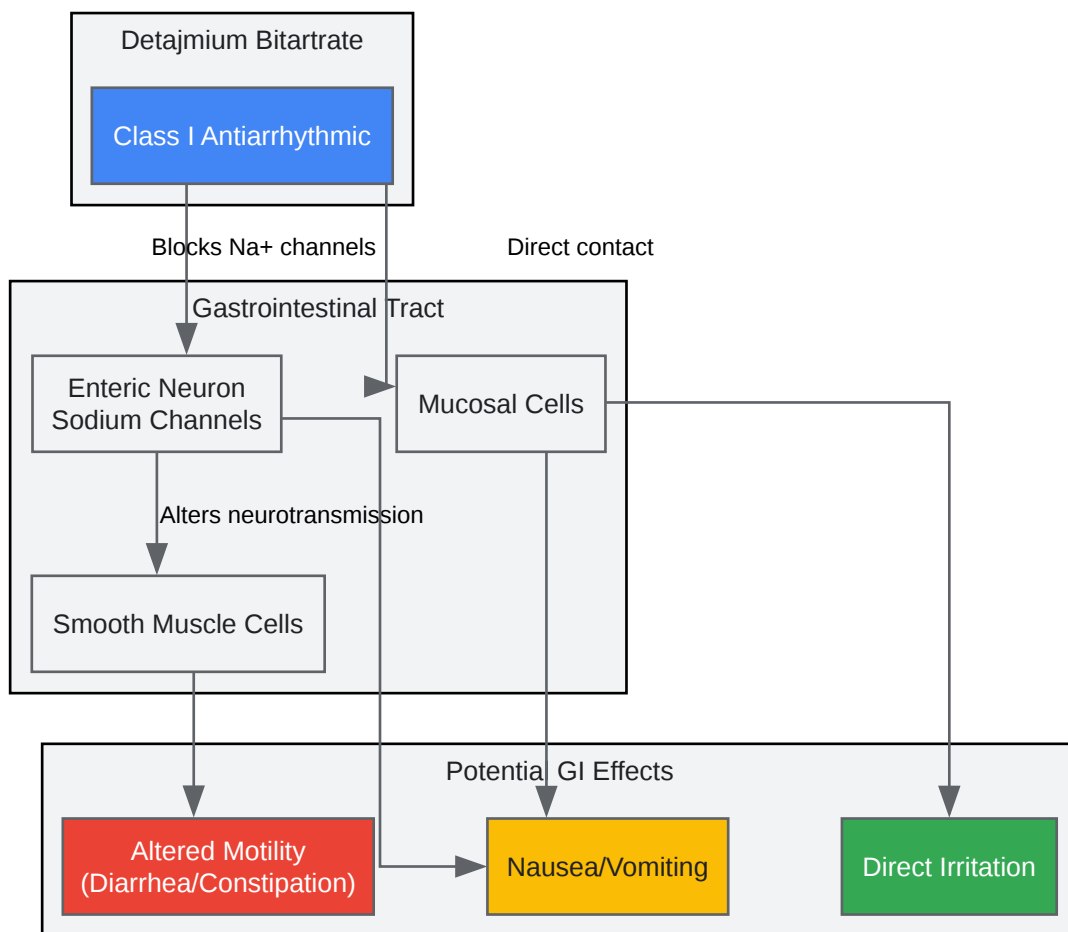 Detajmium Bitartrate
Class I Antiarrhythmic
Blocks Na+ channels
Direct contact
Gastrointestinal Tract
Enteric Neuron
Sodium Channels
Mucosal Cells
Alters neurotransmission
Smooth Muscle Cells
Potential GI Effects
Altered Motility
(Diarrhea/Constipation)
Nausea/Vomiting
Direct Irritation